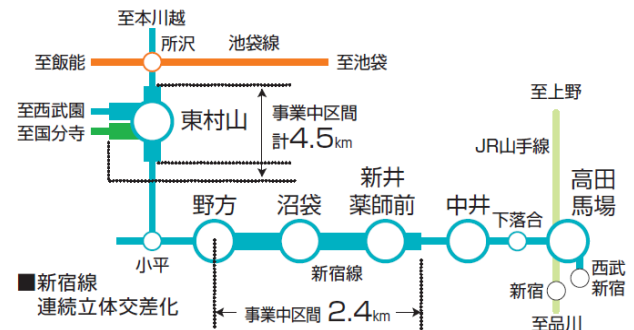 至本川越
所沢
池袋線
至飯能
至池袋
至西武園
至国分寺
東村山
事業中区間
計4.5km
至上野
JR山手線
高田
馬場
野方
沼袋
新井
薬師前
中井
下落合
小平
新宿線
西武
新宿
新宿
至品川
■新宿線
連続立体交差化
事業中区間 2.4km